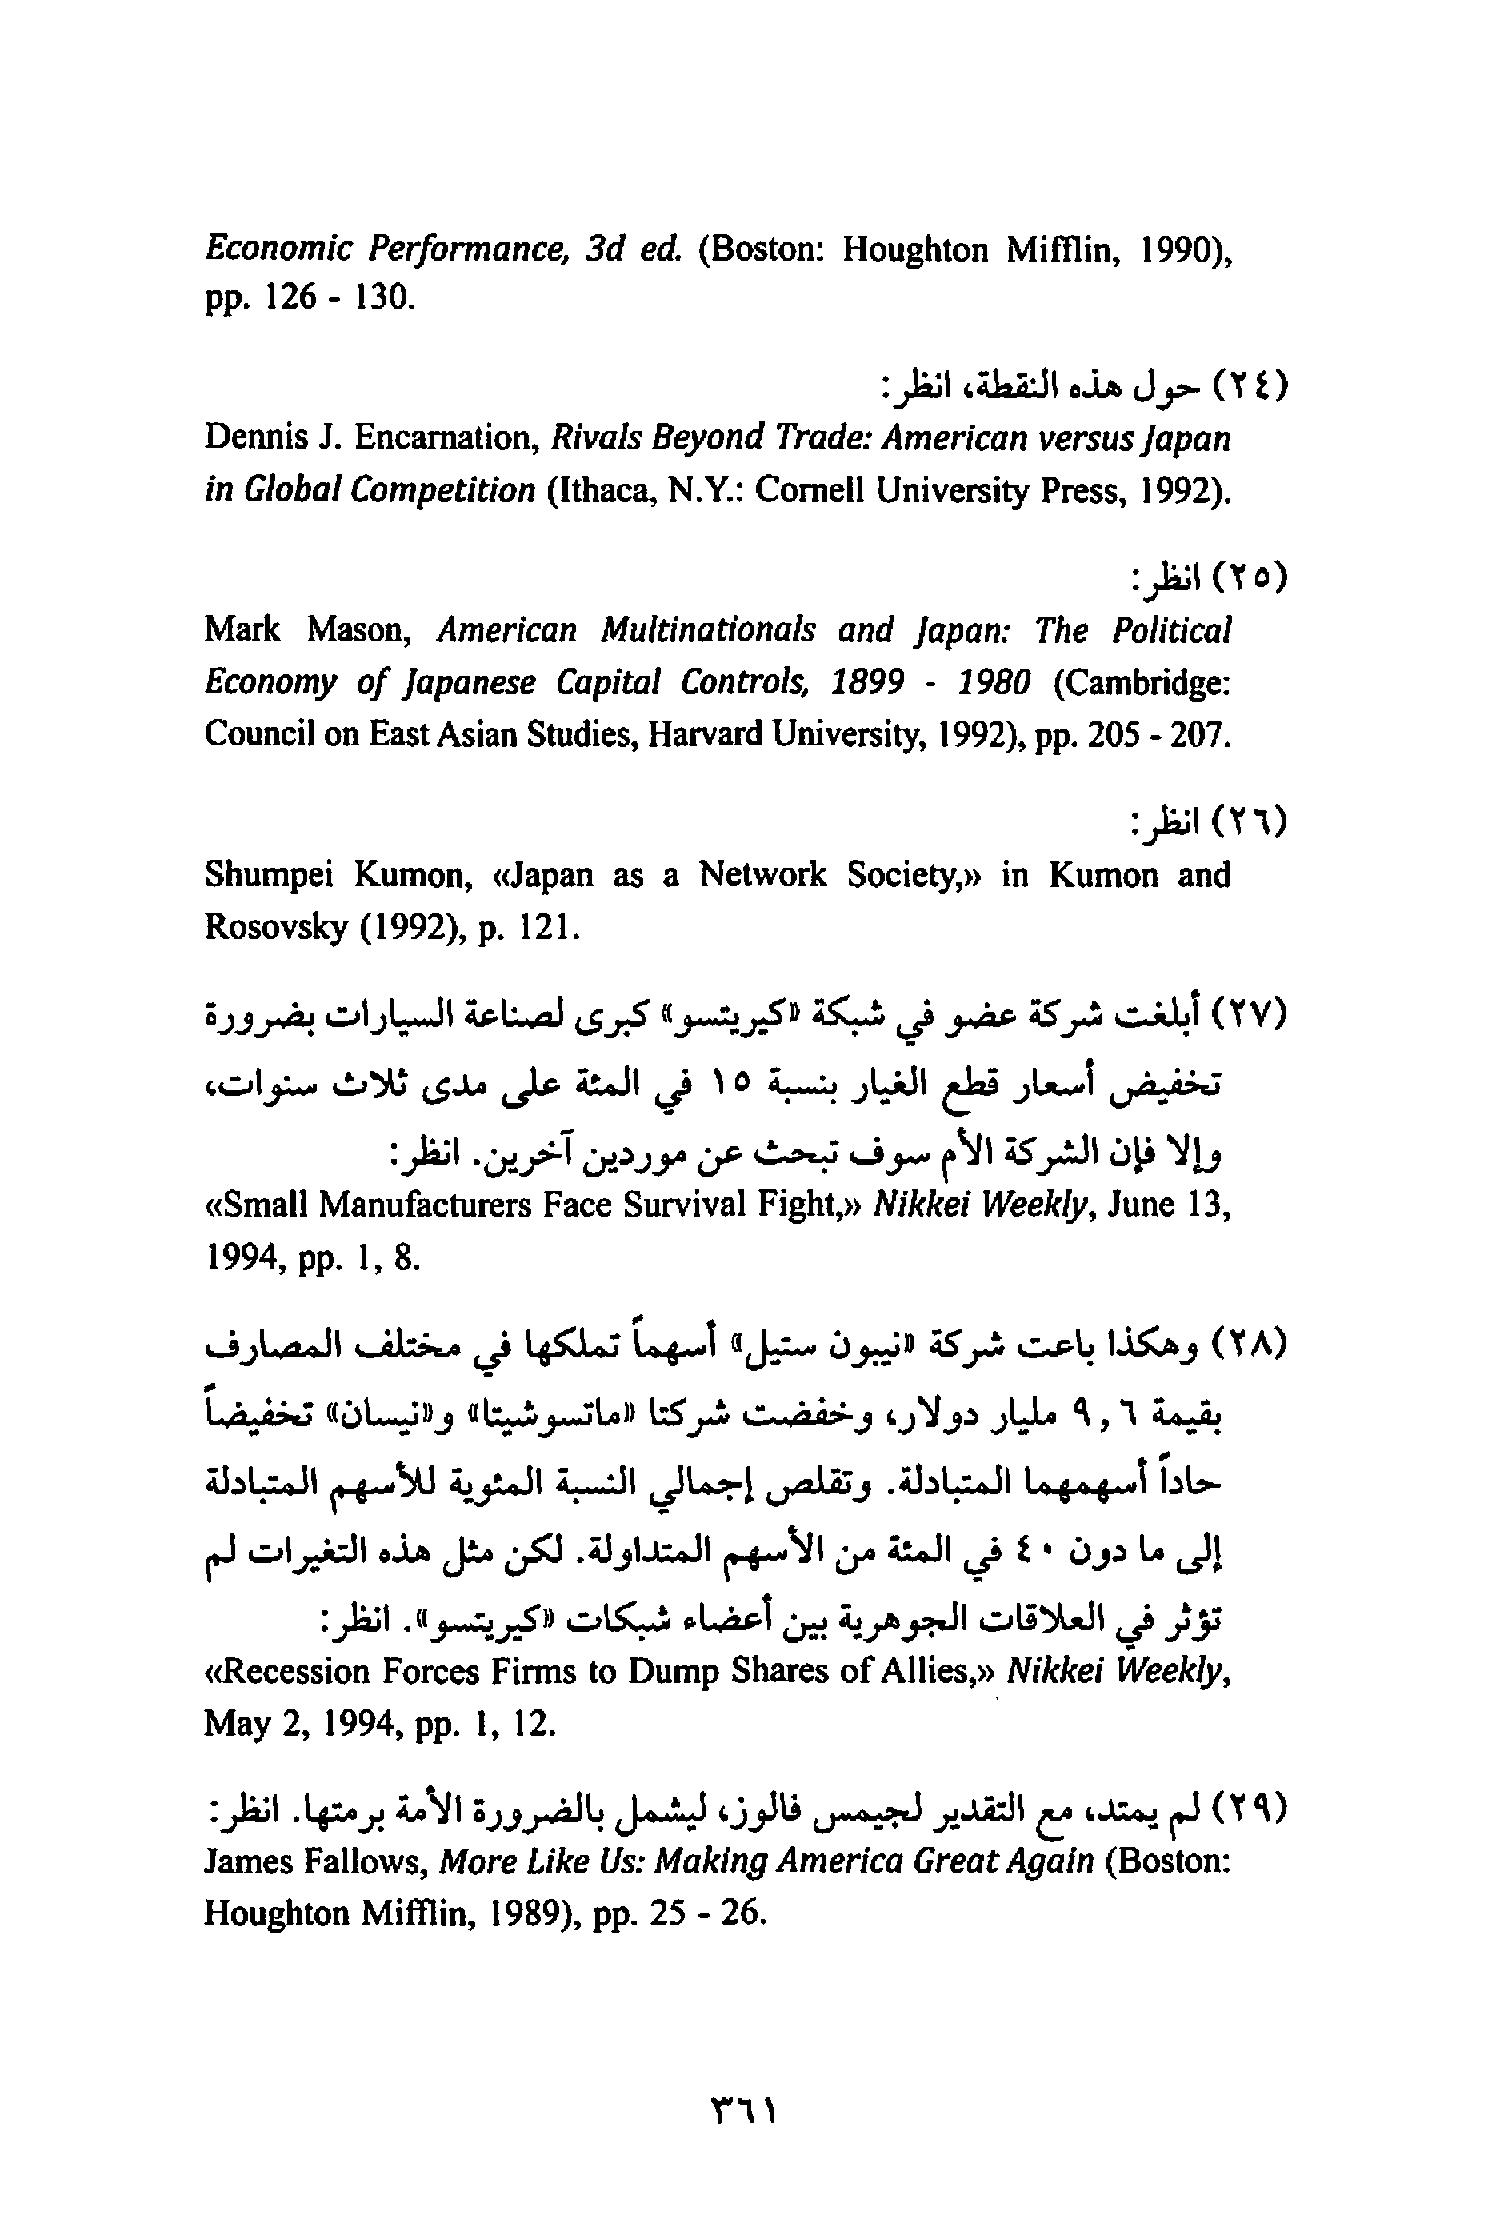 Economic Performance, 3d ed. (Boston: Houghton Mifflin, 1990),
pp. 126 - 130.
(٢٤) حول هذه النقطة، انظر:
Dennis J. Encarnation, Rivals Beyond Trade: American versus Japan
in Global Competition (Ithaca, N.Y.: Cornell University Press, 1992).
(٢٥) انظر:
Mark Mason, American Multinationals and Japan: The Political
Economy of Japanese Capital Controls, 1899 - 1980 (Cambridge:
Council on East Asian Studies, Harvard University, 1992), pp. 205 - 207.
(٢٦) انظر:
Shumpei Kumon, «Japan as a Network Society,» in Kumon and
Rosovsky (1992), p. 121.
(٢٧) أبلغت شركة عضو في شبكة «كيريتسو» كبرى لصناعة السيارات بضرورة
تخفيض أسعار قطع الغيار بنسبة ١٥ في المئة على مدى ثلاث سنوات،
وإلا فإن الشركة الأم سوف تبحث عن موردين آخرين. انظر:
«Small Manufacturers Face Survival Fight,» Nikkei Weekly, June 13,
1994, pp. 1, 8.
(٢٨) وهكذا باعت شركة «نيبون ستيل» أسهماً تملكها في مختلف المصارف
بقيمة ٩,٦ مليار دولار، وخفضت شركتا «ماتسوشيتا» و«نيسان» تخفيضاً
حاداً أسهمهما المتبادلة. وتقلص إجمالي النسبة المئوية للأسهم المتبادلة
إلى ما دون ٤٠ في المئة من الأسهم المتداولة. لكن مثل هذه التغيرات لم
تؤثر في العلاقات الجوهرية بين أعضاء شبكات «كيريتسو». انظر:
«Recession Forces Firms to Dump Shares of Allies,» Nikkei Weekly,
May 2, 1994, pp. 1, 12.
(٢٩) لم يمتد، مع التقدير لجيمس فالوز، ليشمل بالضرورة الأمة برمتها. انظر:
James Fallows, More Like Us: Making America Great Again (Boston:
Houghton Mifflin, 1989), pp. 25 - 26.
٣٦١